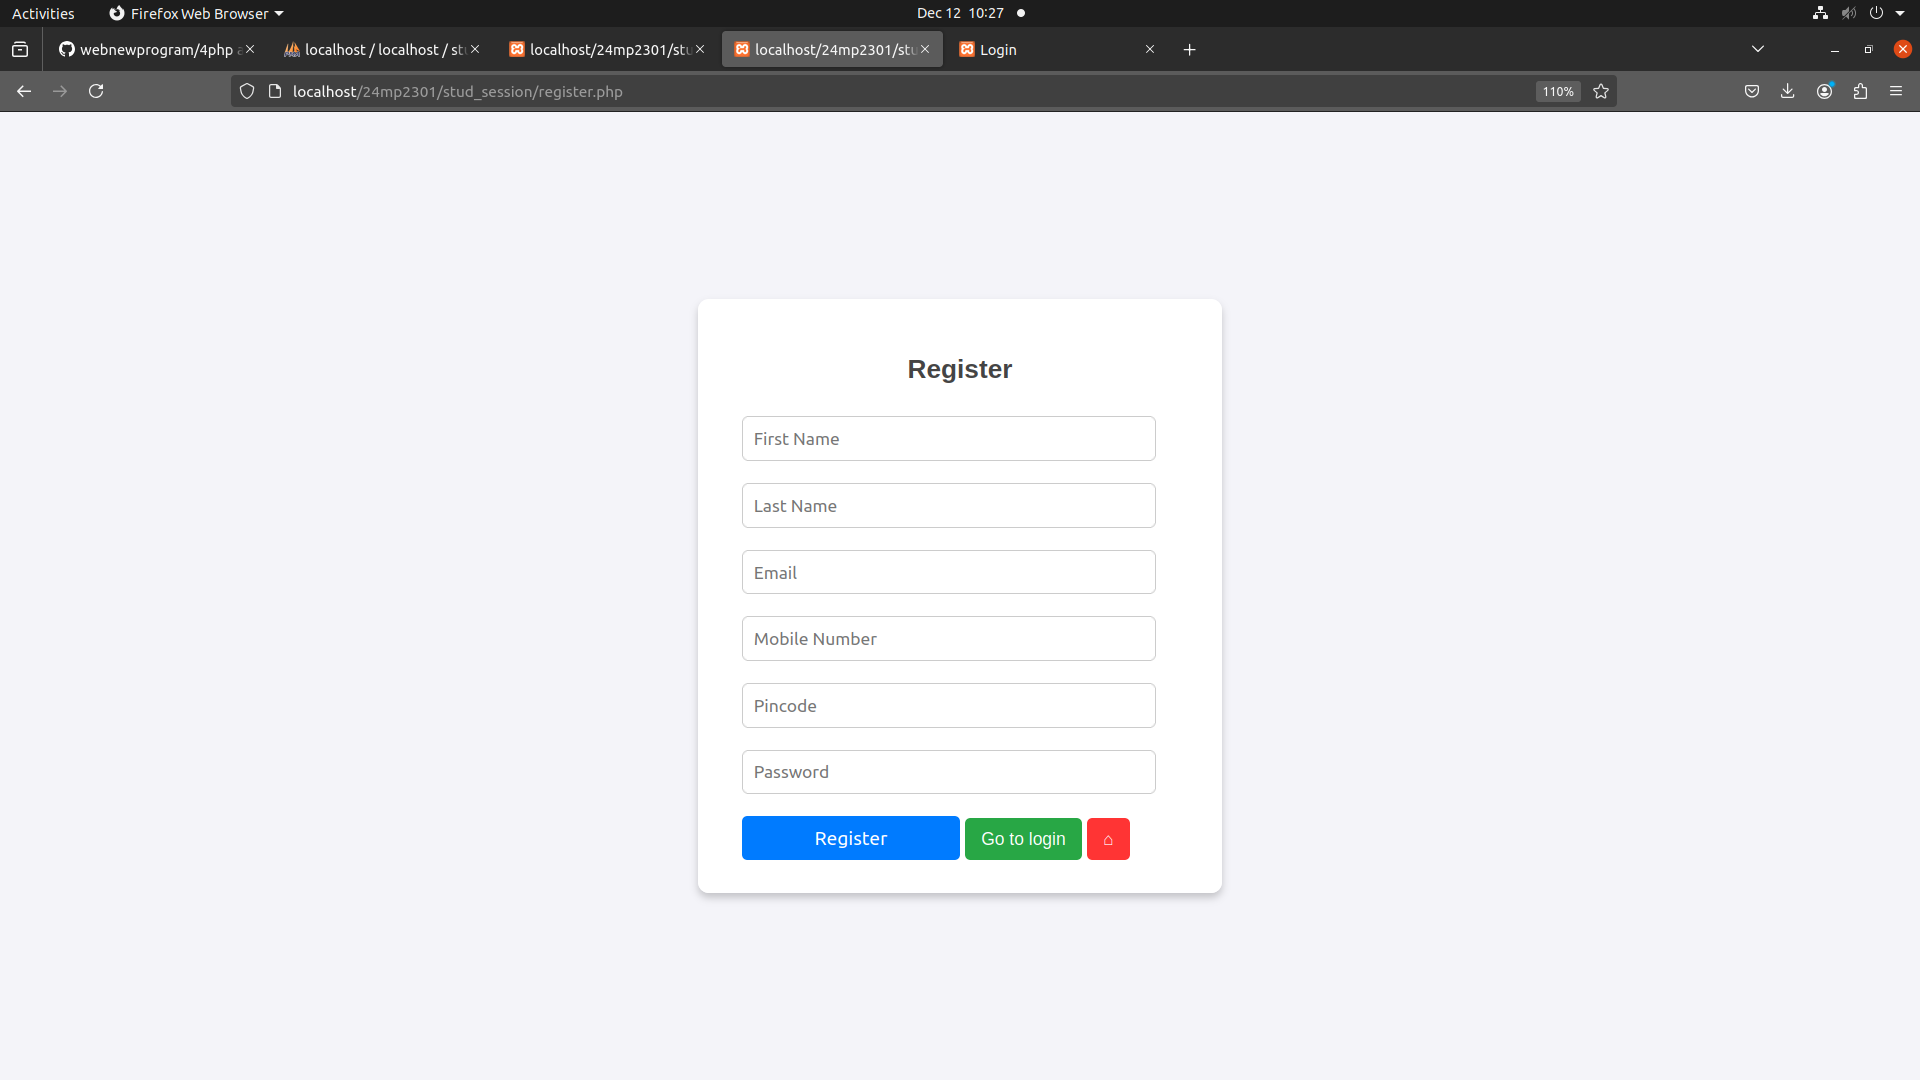 Activities Firefox Web Browser Dec 12 10:27
webnewprogram/4php localhost / localhost / st localhost/24mp2301/stu localhost/24mp2301/stu Login
localhost/24mp2301/stud_session/register.php 110%
Register
First Name
Last Name
Email
Mobile Number
Pincode
Password
Register Go to login